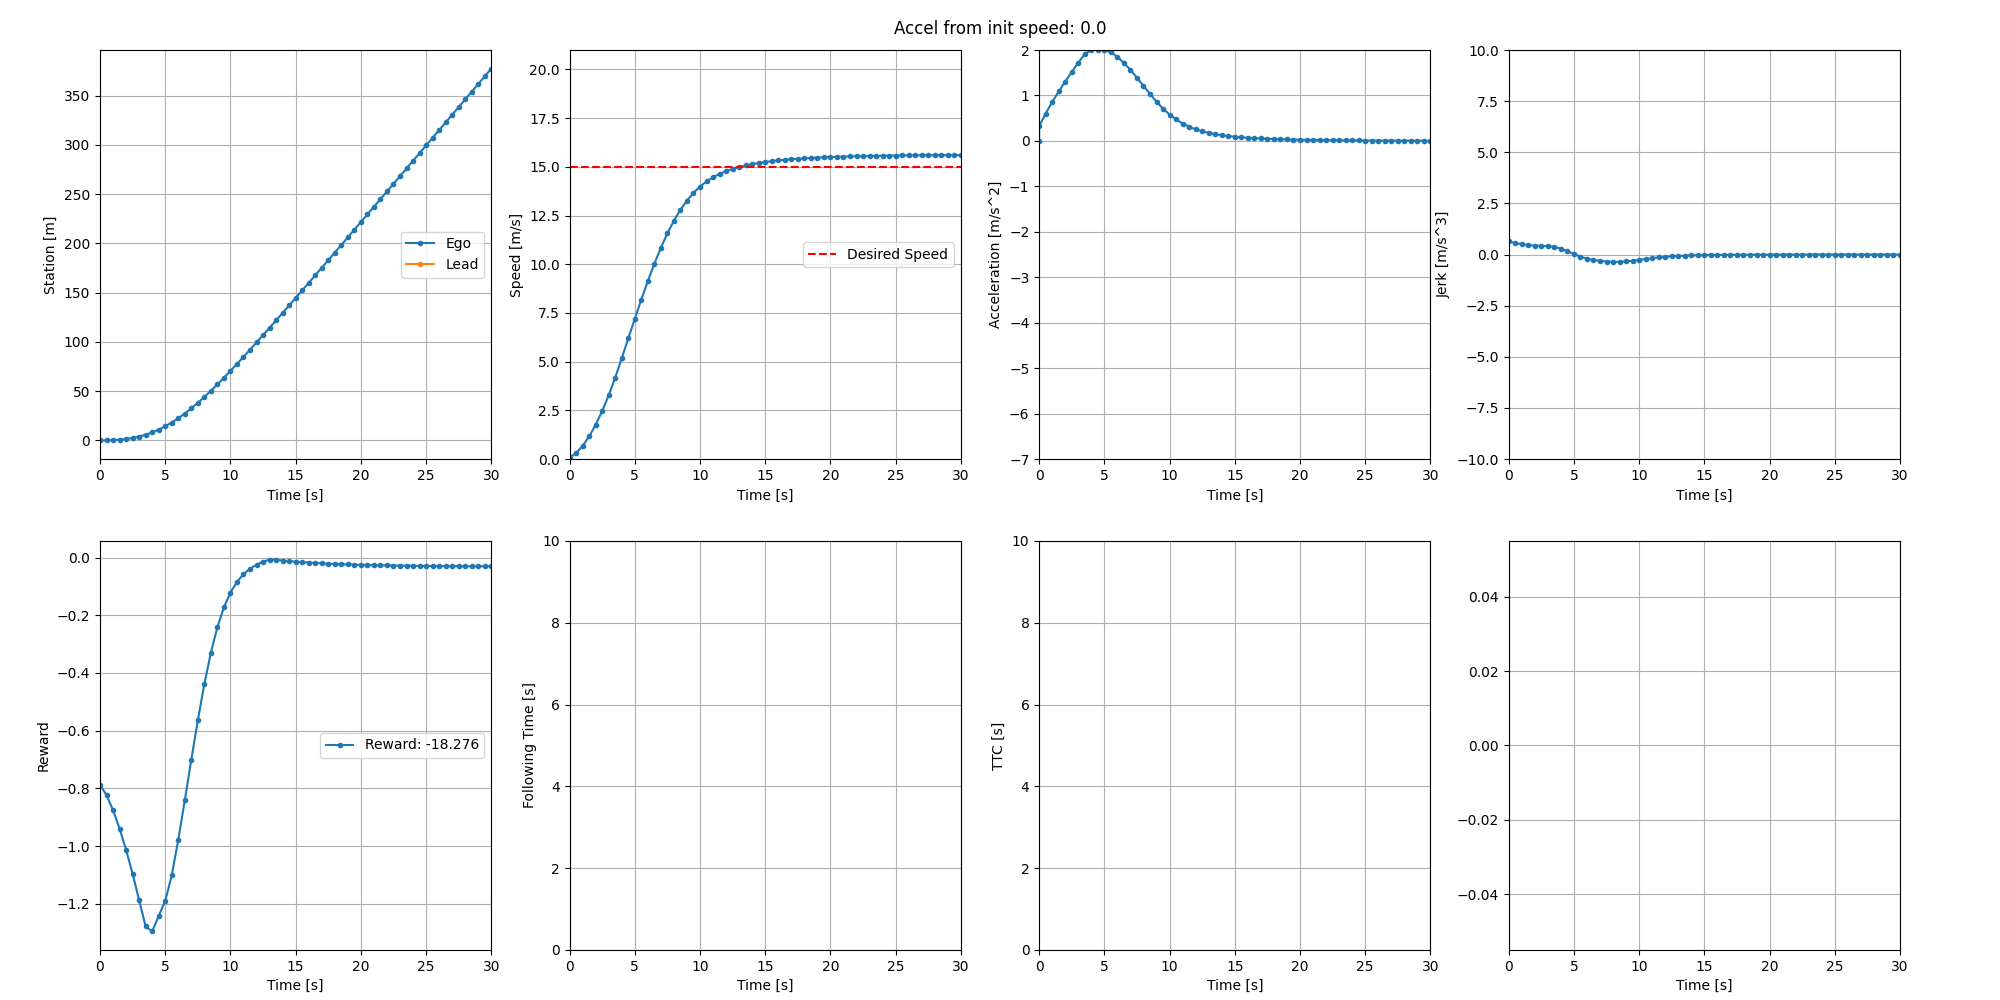 Accel from init speed: 0.0
350
300
250
200
150
100
50
0
Station [m]
Ego
Lead
0 5 10 15 20 25 30
Time [s]
20.0
17.5
15.0
12.5
10.0
7.5
5.0
2.5
0.0
Speed [m/s]
Desired Speed
0 5 10 15 20 25 30
Time [s]
2
1
0
−1
−2
−3
−4
−5
−6
−7
Acceleration [m/s^2]
0 5 10 15 20 25 30
Time [s]
10.0
7.5
5.0
2.5
0.0
−2.5
−5.0
−7.5
−10.0
Jerk [m/s^3]
0 5 10 15 20 25 30
Time [s]
0.0
−0.2
−0.4
−0.6
−0.8
−1.0
−1.2
Reward
Reward: -18.276
0 5 10 15 20 25 30
Time [s]
10
8
6
4
2
0
Following Time [s]
0 5 10 15 20 25 30
Time [s]
10
8
6
4
2
0
TTC [s]
0 5 10 15 20 25 30
Time [s]
0.04
0.02
0.00
−0.02
−0.04
0 5 10 15 20 25 30
Time [s]